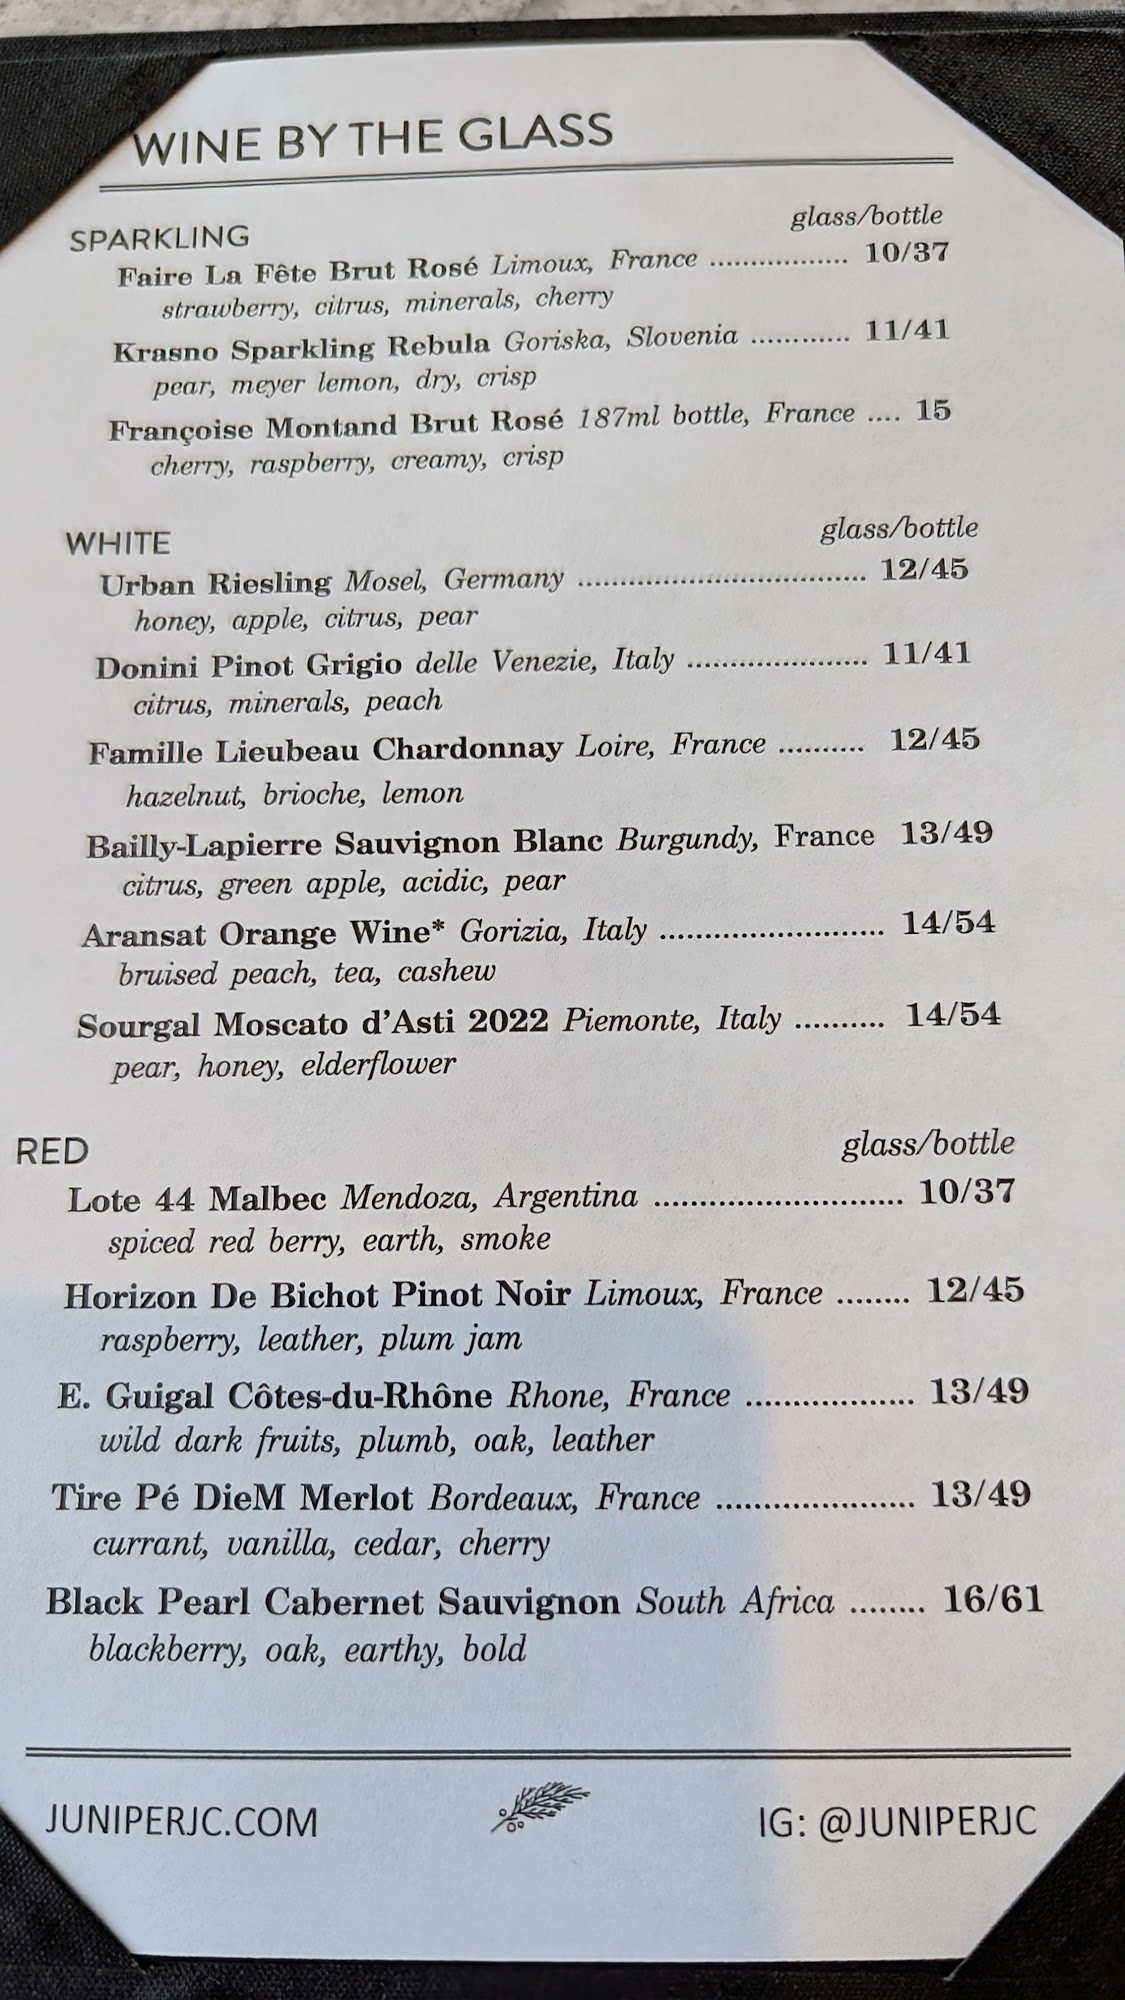 WINE BY THE GLASS
SPARKLING glass/bottle
Faire La Fête Brut Rosé Limoux, France ................. 10/37
strawberry, citrus, minerals, cherry
Krasno Sparkling Rebula Goriska, Slovenia ............ 11/41
pear, meyer lemon, dry, crisp
Françoise Montand Brut Rosé 187ml bottle, France .... 15
cherry, raspberry, creamy, crisp
WHITE glass/bottle
Urban Riesling Mosel, Germany .................................. 12/45
honey, apple, citrus, pear
Donini Pinot Grigio delle Venezie, Italy ..................... 11/41
citrus, minerals, peach
Famille Lieubeau Chardonnay Loire, France .......... 12/45
hazelnut, brioche, lemon
Bailly-Lapierre Sauvignon Blanc Burgundy, France 13/49
citrus, green apple, acidic, pear
Aransat Orange Wine* Gorizia, Italy ......................... 14/54
bruised peach, tea, cashew
Sourgal Moscato d'Asti 2022 Piemonte, Italy .......... 14/54
pear, honey, elderflower
RED glass/bottle
Lote 44 Malbec Mendoza, Argentina ........................... 10/37
spiced red berry, earth, smoke
Horizon De Bichot Pinot Noir Limoux, France ........ 12/45
raspberry, leather, plum jam
E. Guigal Côtes-du-Rhône Rhone, France .................. 13/49
wild dark fruits, plumb, oak, leather
Tire Pé DieM Merlot Bordeaux, France ..................... 13/49
currant, vanilla, cedar, cherry
Black Pearl Cabernet Sauvignon South Africa ........ 16/61
blackberry, oak, earthy, bold
JUNIPERJC.COM IG: @JUNIPERJC